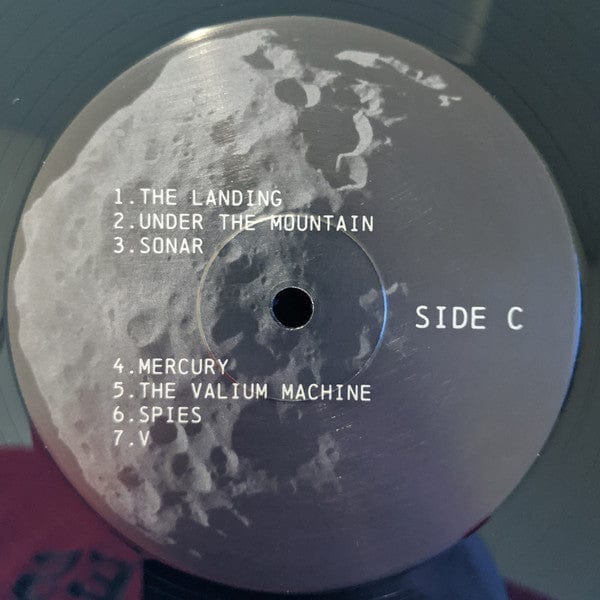 1.THE LANDING
2.UNDER THE MOUNTAIN
3.SONAR
SIDE C
4.MERCURY
5.THE VALIUM MACHINE
6.SPIES
7.V